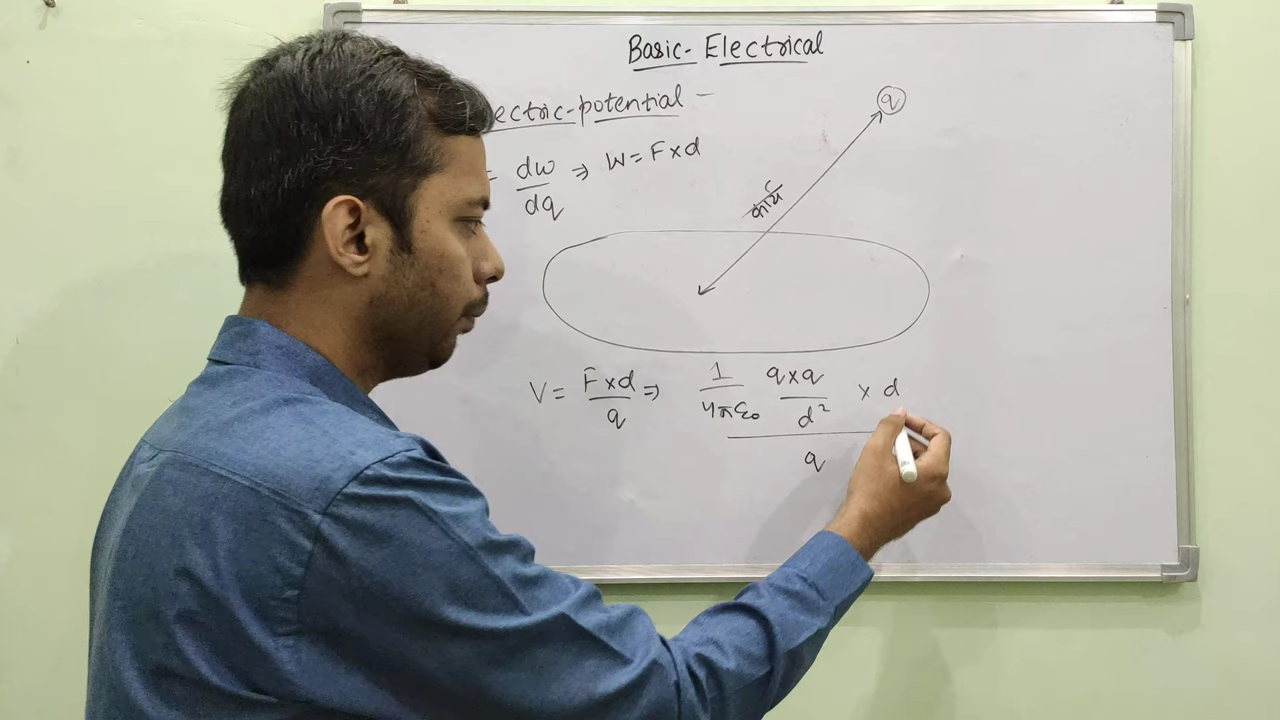 Basic-Electrical
ectric-potential -
= dw/dq ⇒ W = F×d
q
कार्य
V = F×d/q ⇒ 1/4πε₀ q×q/d² × d
q